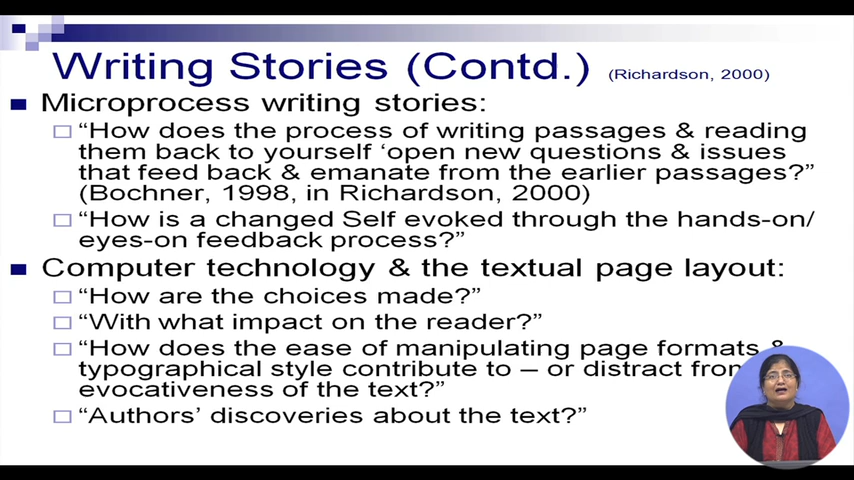 Writing Stories (Contd.) (Richardson, 2000)
Microprocess writing stories:
“How does the process of writing passages & reading
them back to yourself ‘open new questions & issues
that feed back & emanate from the earlier passages?”
(Bochner, 1998, in Richardson, 2000)
“How is a changed Self evoked through the hands-on/
eyes-on feedback process?”
Computer technology & the textual page layout:
“How are the choices made?”
“With what impact on the reader?”
“How does the ease of manipulating page formats &
typographical style contribute to – or distract from
evocativeness of the text?”
“Authors’ discoveries about the text?”